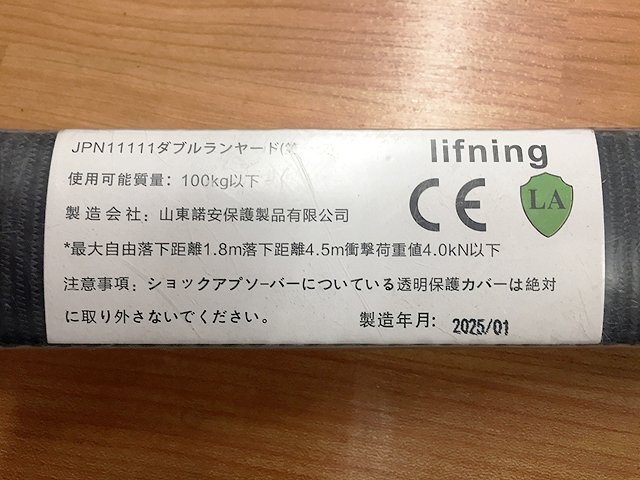 JPN11111ダブルランヤード(
lifning
使用可能質量: 100kg以下
CE
LA
製造会社: 山東諾安保護製品有限公司
*最大自由落下距離1.8m落下距離4.5m衝撃荷重値4.0kN以下
注意事項: ショックアプソーバーについている透明保護カバーは絶対
に取り外さないでください。
製造年月: 2025/01